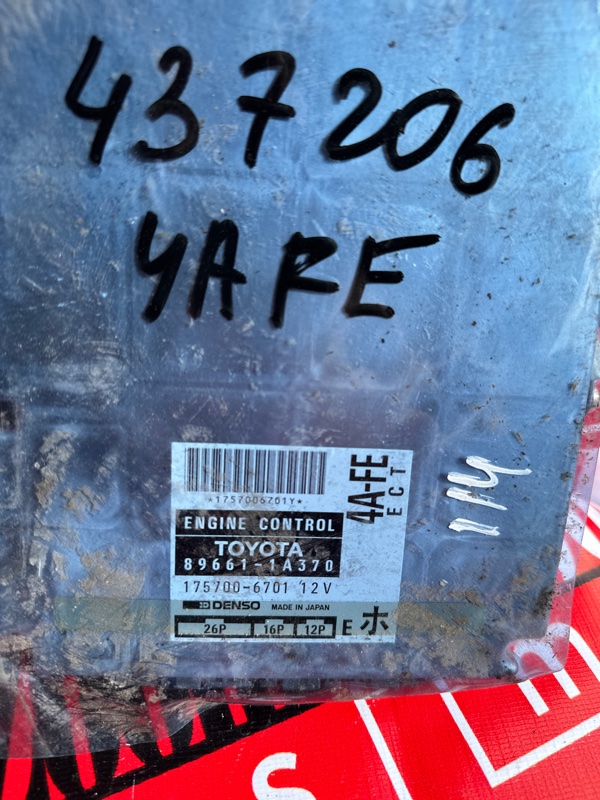 437206
4AFE
*1757006701Y*
4A-FE
ECT
ENGINE CONTROL
TOYOTA
89661-1A370
175700-6701 12V
DENSO MADE IN JAPAN
26P 16P 12P E ホ
114
S